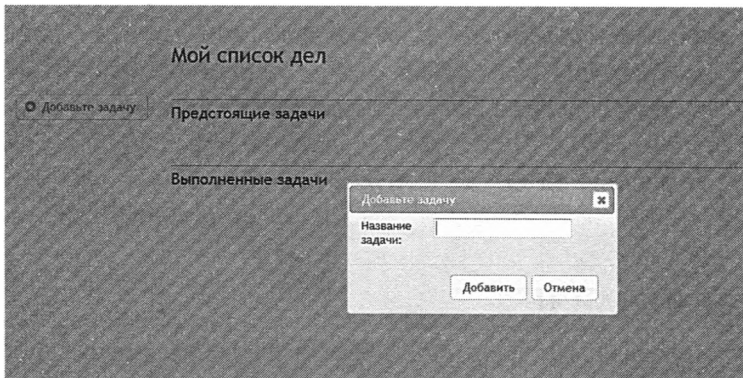 Мой список дел
Добавьте задачу
Предстоящие задачи
Выполненные задачи
Добавьте задачу
Название
задачи:
Добавить
Отмена